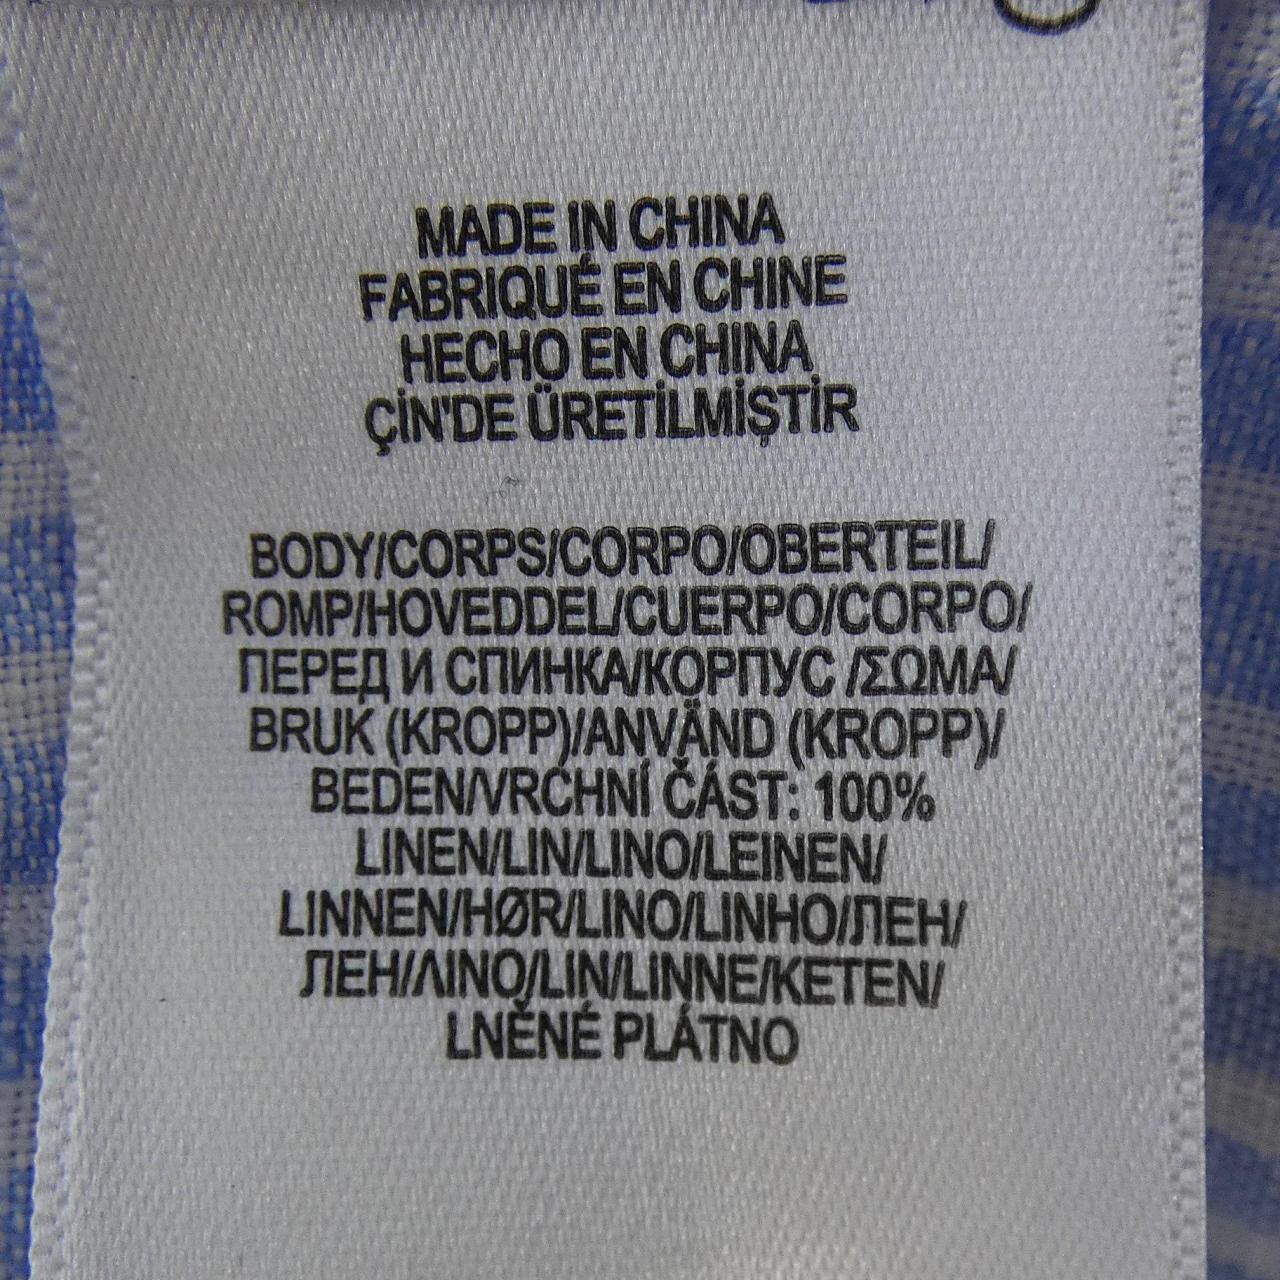 MADE IN CHINA
FABRIQUÉ EN CHINE
HECHO EN CHINA
ÇİN'DE ÜRETİLMİŞTİR
BODY/CORPS/CORPO/OBERTEIL/
ROMP/HOVEDDEL/CUERPO/CORPO/
ПЕРЕД И СПИНКА/КОРПУС /ΣΩΜΑ/
BRUK (KROPP)/ANVÄND (KROPP)/
BEDEN/VRCHNÍ ČÁST: 100%
LINEN/LIN/LINO/LEINEN/
LINNEN/HØR/LINO/LINHO/ЛЕН/
ЛЕН/ΛΙΝΟ/LIN/LINNE/KETEN/
LNĚNÉ PLÁTNO